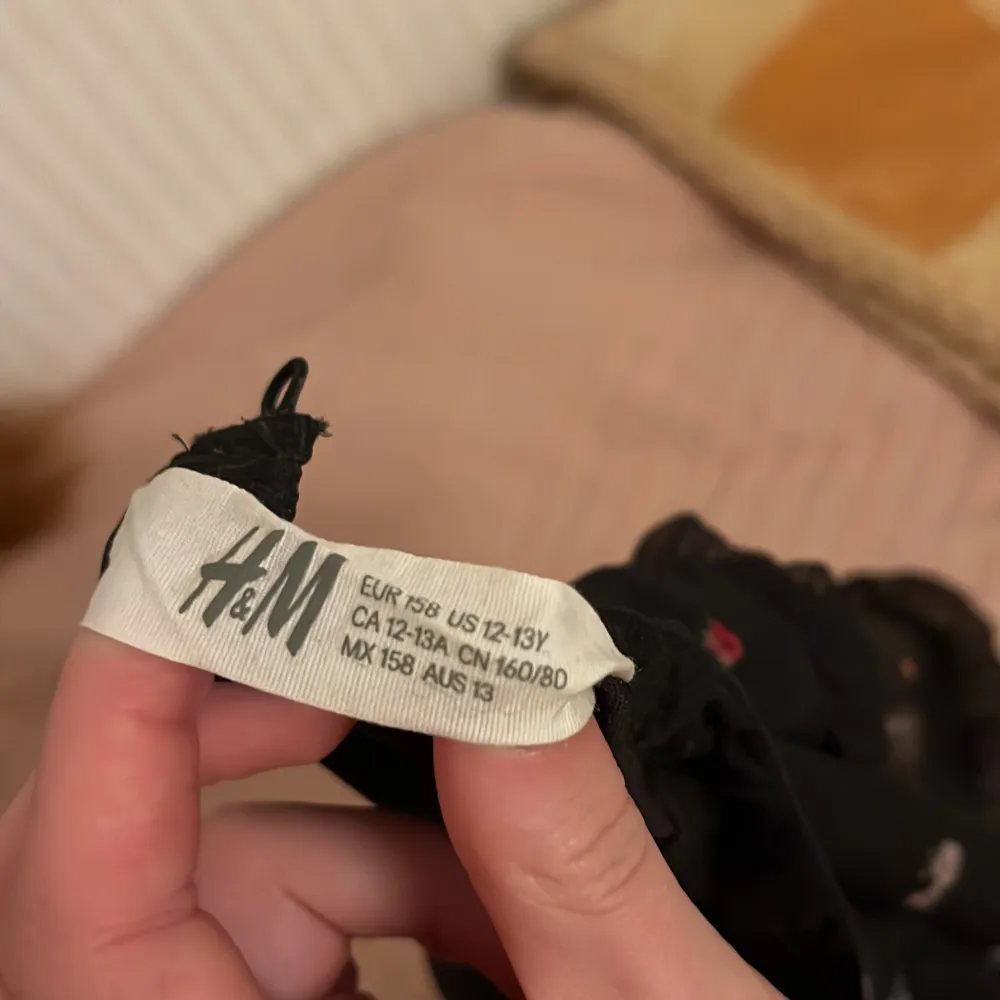 H&M
EUR 158 US 12-13Y
CA 12-13A CN 160/80
MX 158 AUS 13